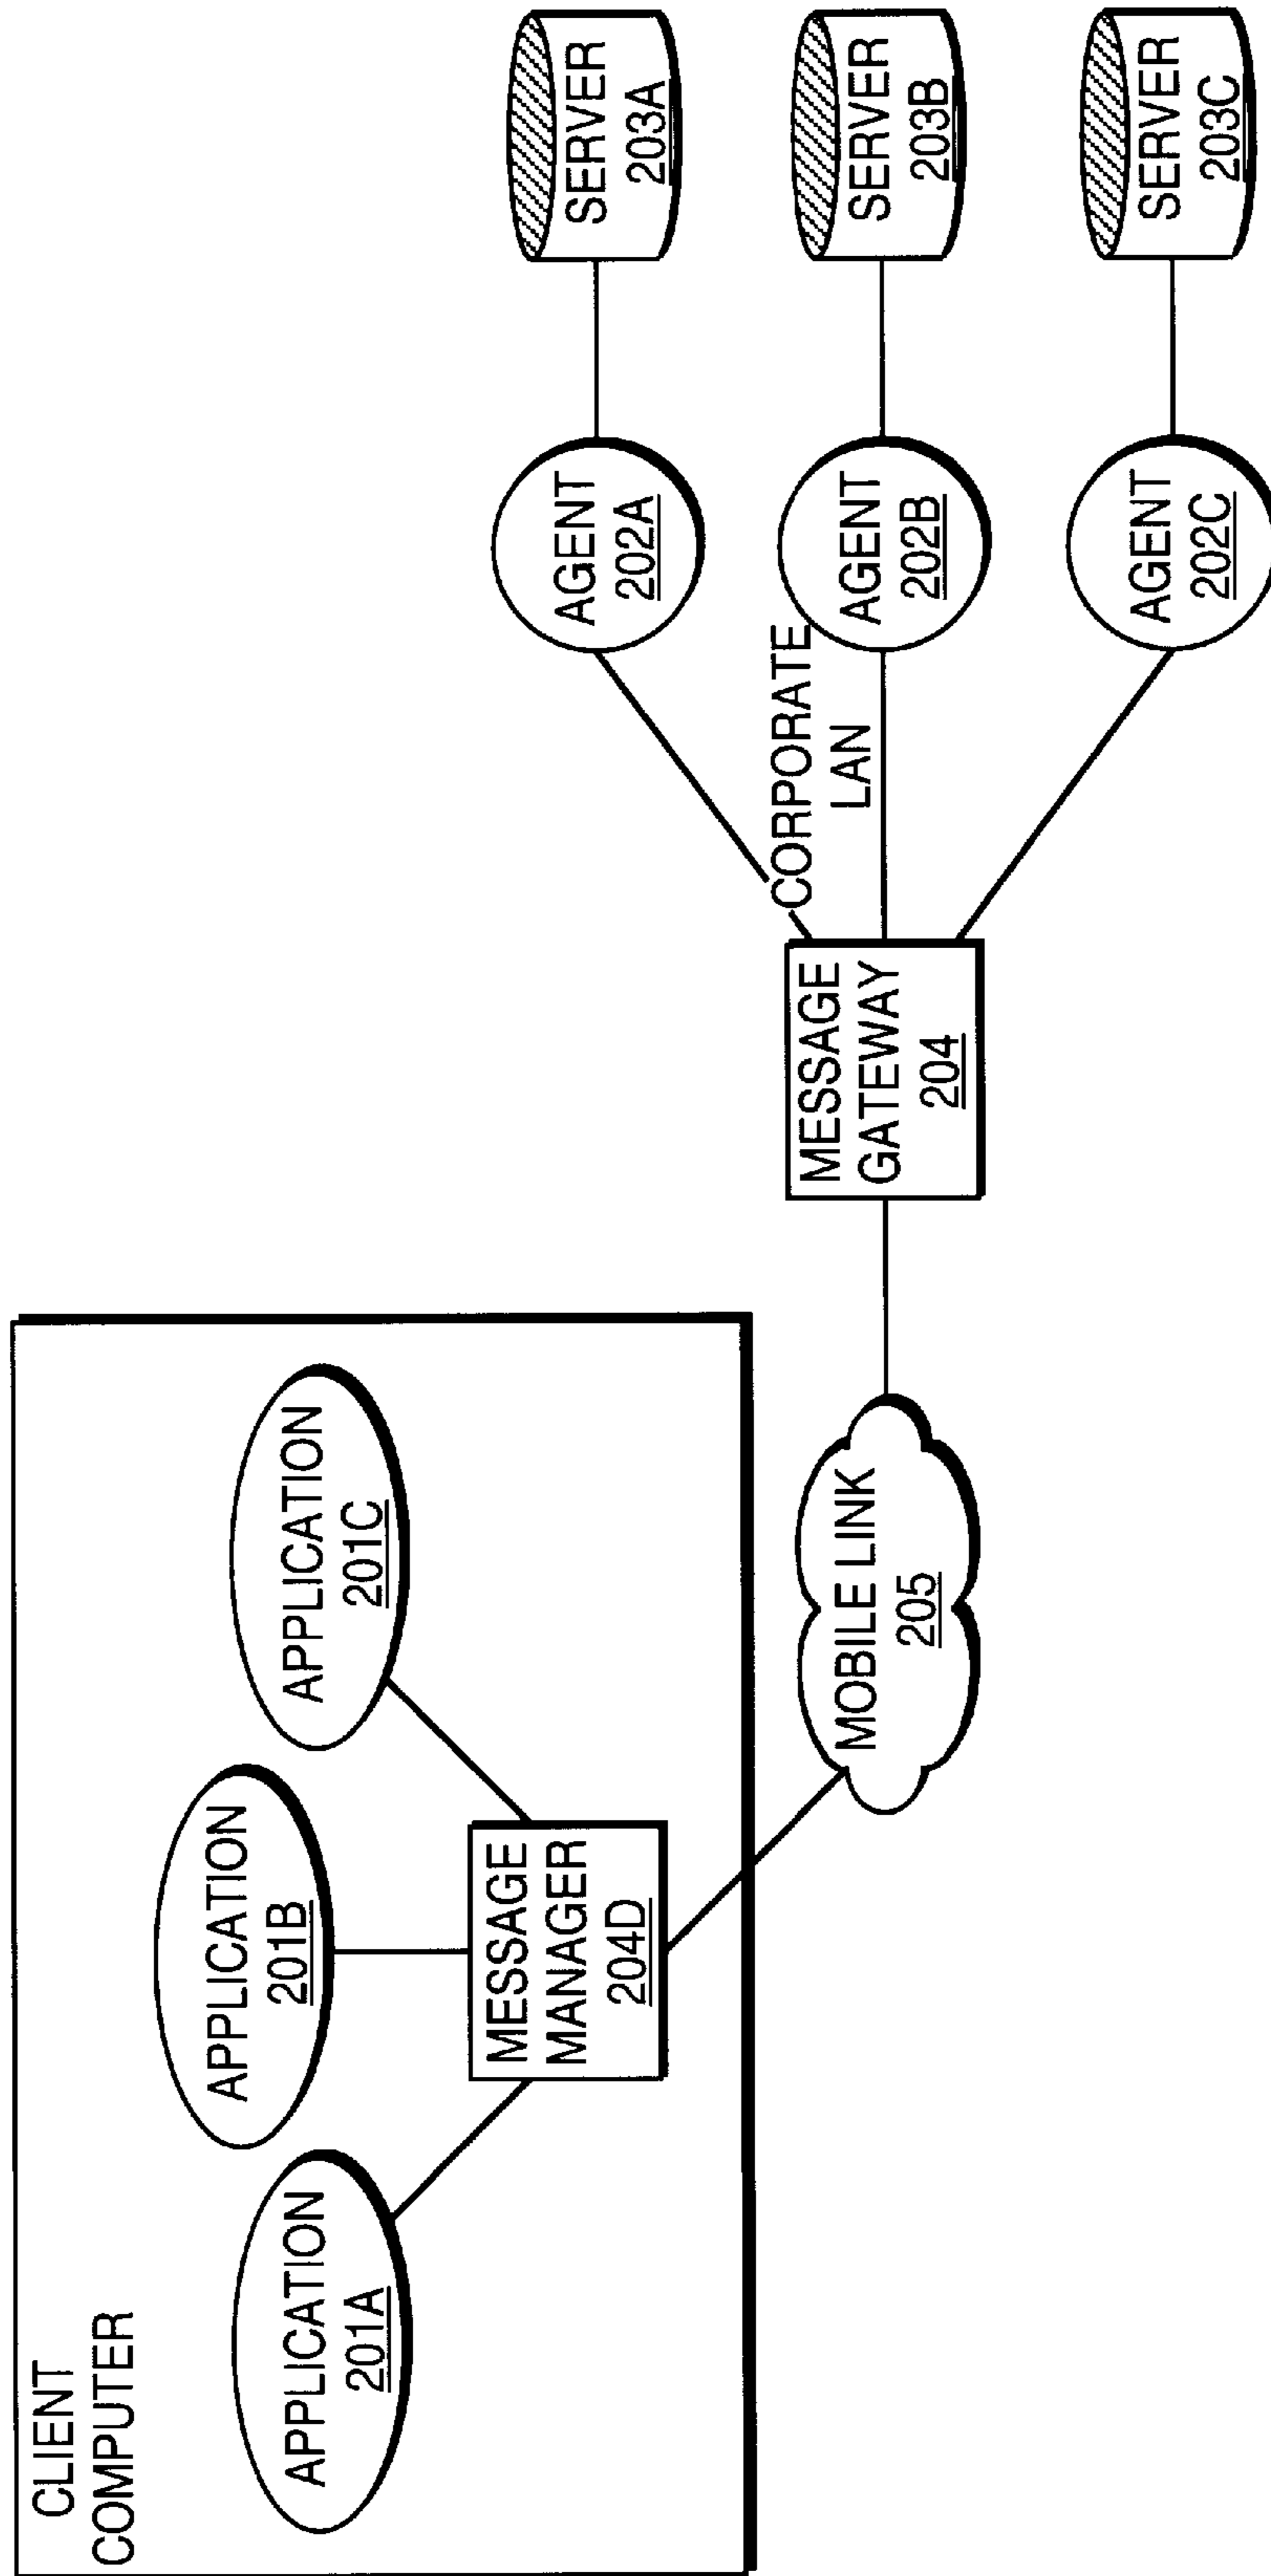 CLIENT
COMPUTER
APPLICATION
201A
APPLICATION
201B
APPLICATION
201C
MESSAGE
MANAGER
204D
MOBILE LINK
205
MESSAGE
GATEWAY
204
CORPORATE
LAN
AGENT
202A
AGENT
202B
AGENT
202C
SERVER
203A
SERVER
203B
SERVER
203C